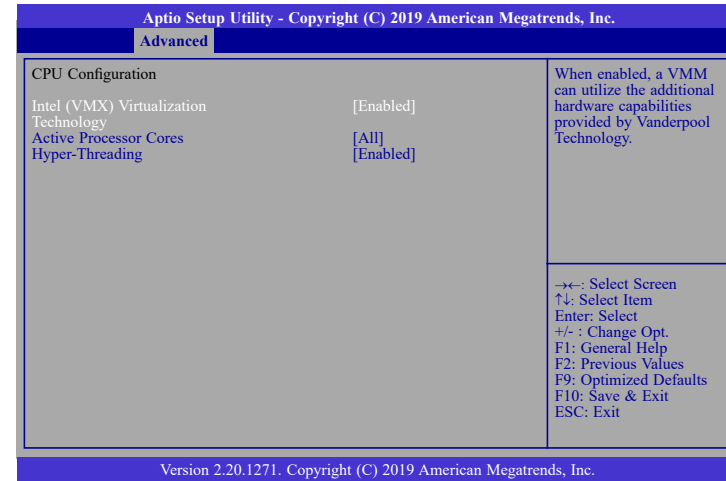 Aptio Setup Utility - Copyright (C) 2019 American Megatrends, Inc.
Advanced
CPU Configuration
Intel (VMX) Virtualization [Enabled]
Technology
Active Processor Cores [All]
Hyper-Threading [Enabled]
When enabled, a VMM
can utilize the additional
hardware capabilities
provided by Vanderpool
Technology.
→←: Select Screen
↑↓: Select Item
Enter: Select
+/- : Change Opt.
F1: General Help
F2: Previous Values
F9: Optimized Defaults
F10: Save & Exit
ESC: Exit
Version 2.20.1271. Copyright (C) 2019 American Megatrends, Inc.